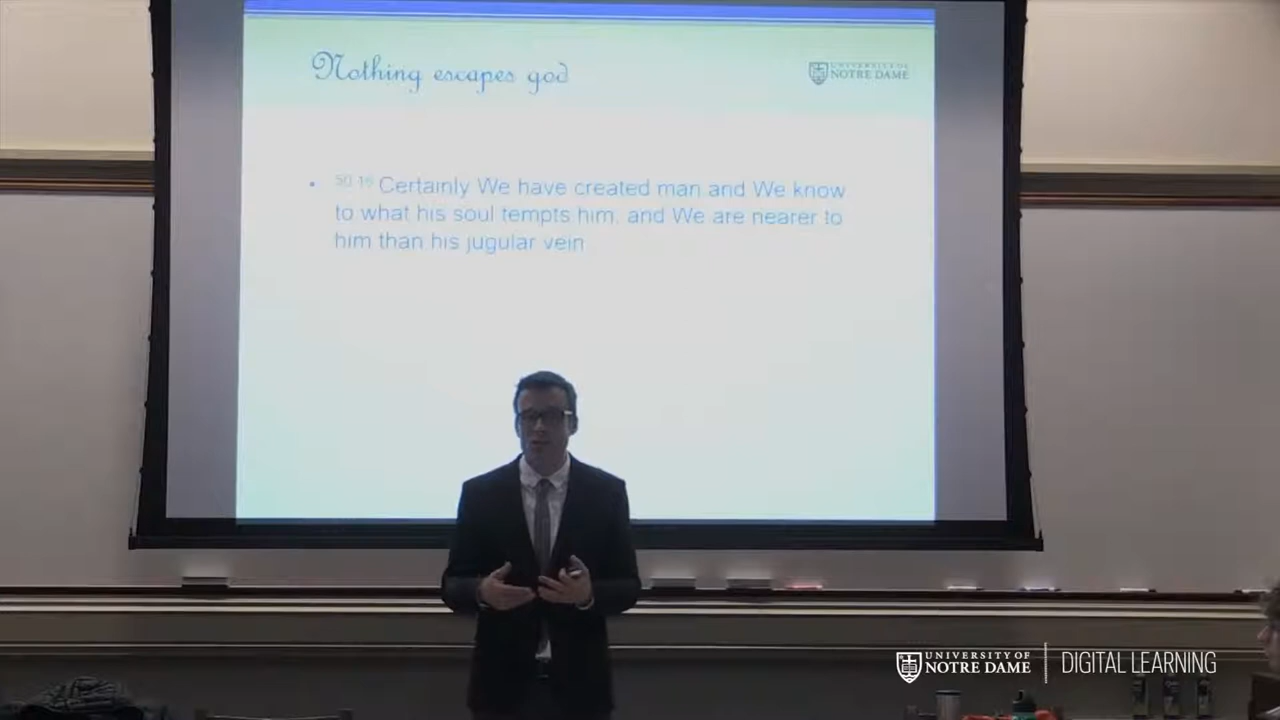 Nothing escapes god
UNIVERSITY OF
NOTRE DAME
• 50.16 Certainly We have created man and We know
to what his soul tempts him, and We are nearer to
him than his jugular vein
UNIVERSITY OF
NOTRE DAME
DIGITAL LEARNING